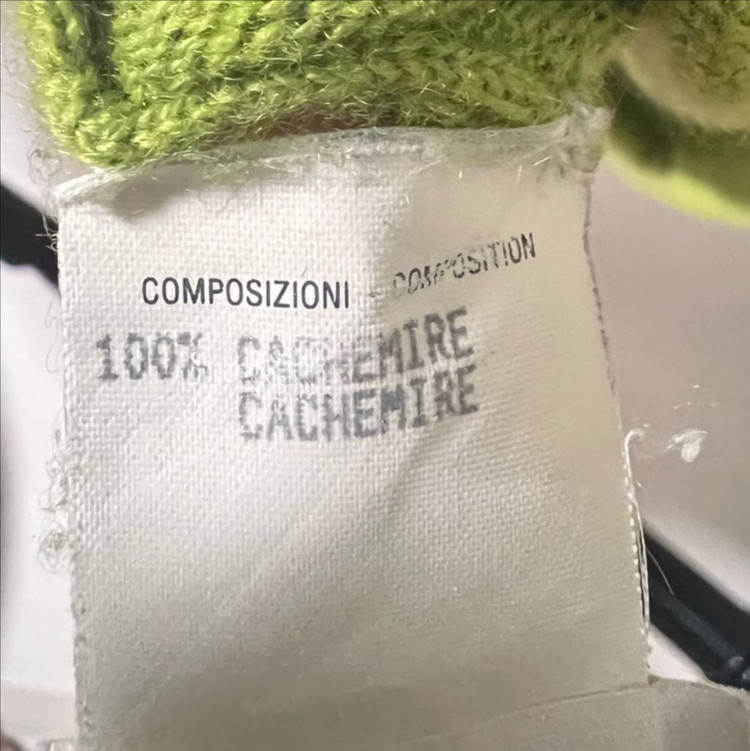 COMPOSIZIONI - COMPOSITION
100% CACHEMIRE
CACHEMIRE